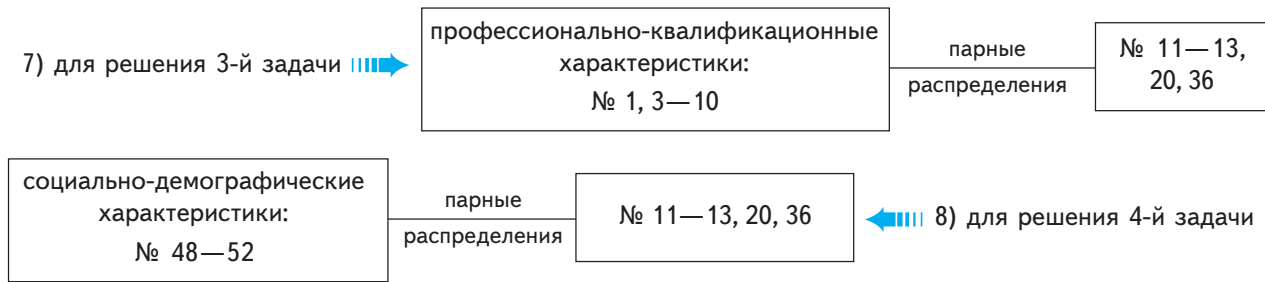 7) для решения 3-й задачи
профессионально-квалификационные
характеристики:
№ 1, 3—10
парные
распределения
№ 11—13,
20, 36
социально-демографические
характеристики:
№ 48—52
парные
распределения
№ 11—13, 20, 36
8) для решения 4-й задачи